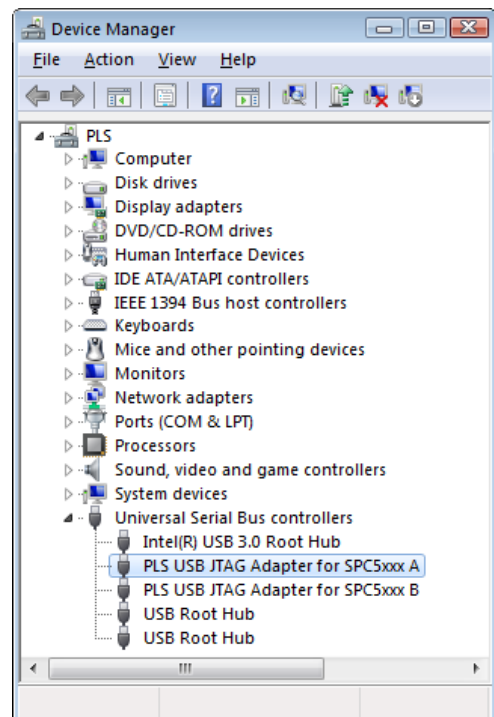 Device Manager
File Action View Help
PLS
Computer
Disk drives
Display adapters
DVD/CD-ROM drives
Human Interface Devices
IDE ATA/ATAPI controllers
IEEE 1394 Bus host controllers
Keyboards
Mice and other pointing devices
Monitors
Network adapters
Ports (COM & LPT)
Processors
Sound, video and game controllers
System devices
Universal Serial Bus controllers
Intel(R) USB 3.0 Root Hub
PLS USB JTAG Adapter for SPC5xxx A
PLS USB JTAG Adapter for SPC5xxx B
USB Root Hub
USB Root Hub